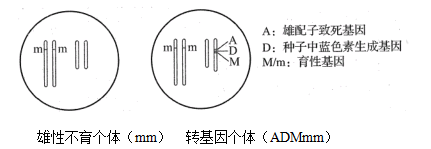 m m
m m A
D
M
A：雄配子致死基因
D：种子中蓝色素生成基因
M/m：育性基因
雄性不育个体（mm） 转基因个体（ADMmm）